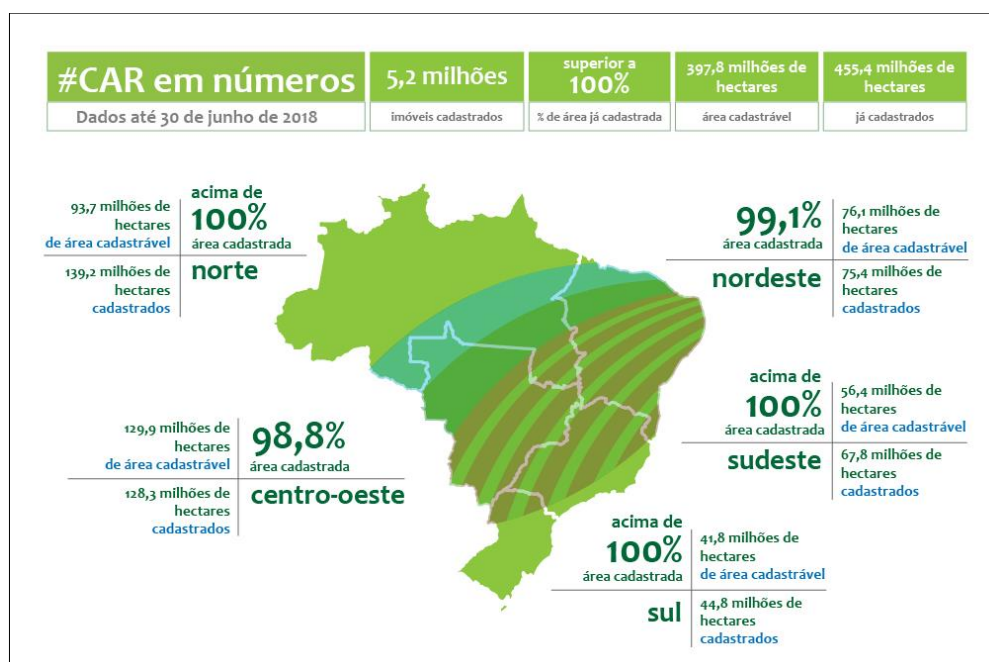 #CAR em números
Dados até 30 de junho de 2018
5,2 milhões
imóveis cadastrados
superior a
100%
% de área já cadastrada
397,8 milhões de
hectares
área cadastrável
455,4 milhões de
hectares
já cadastrados
93,7 milhões de
hectares
de área cadastrável
139,2 milhões de
hectares
cadastrados
acima de
100%
área cadastrada
norte
99,1%
área cadastrada
nordeste
76,1 milhões de
hectares
de área cadastrável
75,4 milhões de
hectares
cadastrados
129,9 milhões de
hectares
de área cadastrável
128,3 milhões de
hectares
cadastrados
98,8%
área cadastrada
centro-oeste
acima de
100%
área cadastrada
sudeste
56,4 milhões de
hectares
de área cadastrável
67,8 milhões de
hectares
cadastrados
acima de
100%
área cadastrada
sul
41,8 milhões de
hectares
de área cadastrável
44,8 milhões de
hectares
cadastrados